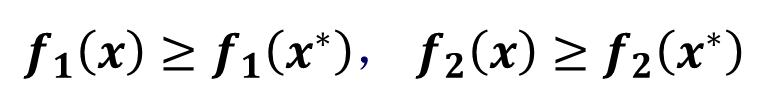 f₁(x) ≥ f₁(x*), f₂(x) ≥ f₂(x*)